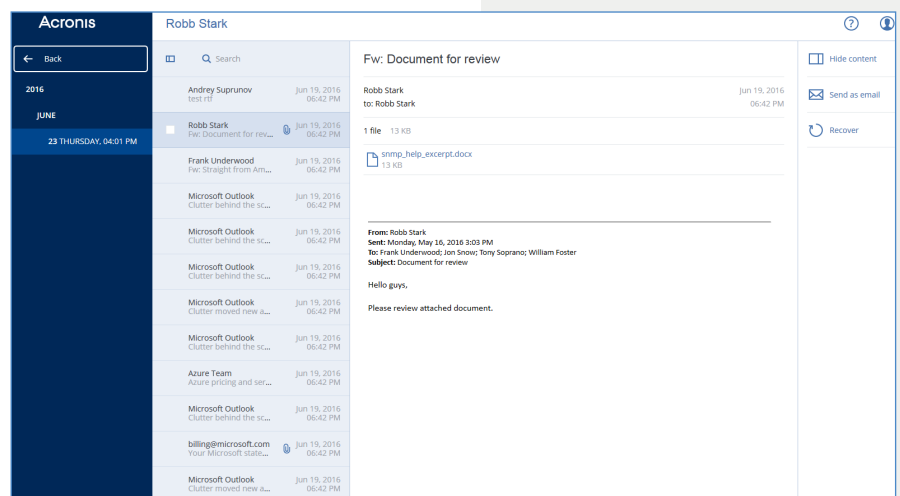 Acronis
Robb Stark
Back
2016
JUNE
23 THURSDAY, 04:01 PM
Search
Andrey Suprunov Jun 19, 2016
test rtf 06:42 PM
Robb Stark Jun 19, 2016
Fw: Document for rev... 06:42 PM
Frank Underwood Jun 19, 2016
Fw: Straight from Am... 06:42 PM
Microsoft Outlook Jun 19, 2016
Clutter behind the sc... 06:42 PM
Microsoft Outlook Jun 19, 2016
Clutter behind the sc... 06:42 PM
Microsoft Outlook Jun 19, 2016
Clutter behind the sc... 06:42 PM
Microsoft Outlook Jun 19, 2016
Clutter moved new a... 06:42 PM
Microsoft Outlook Jun 19, 2016
Clutter behind the sc... 06:42 PM
Azure Team Jun 19, 2016
Azure pricing and ser... 06:42 PM
Microsoft Outlook Jun 19, 2016
Clutter behind the sc... 06:42 PM
billing@microsoft.com Jun 19, 2016
Your Microsoft state... 06:42 PM
Microsoft Outlook Jun 19, 2016
Clutter moved new a... 06:42 PM
Fw: Document for review
Robb Stark Jun 19, 2016
to: Robb Stark 06:42 PM
1 file 13 KB
snmp_help_excerpt.docx
13 KB
From: Robb Stark
Sent: Monday, May 16, 2016 3:03 PM
To: Frank Underwood; Jon Snow; Tony Soprano; William Foster
Subject: Document for review
Hello guys,
Please review attached document.
?
Hide content
Send as email
Recover